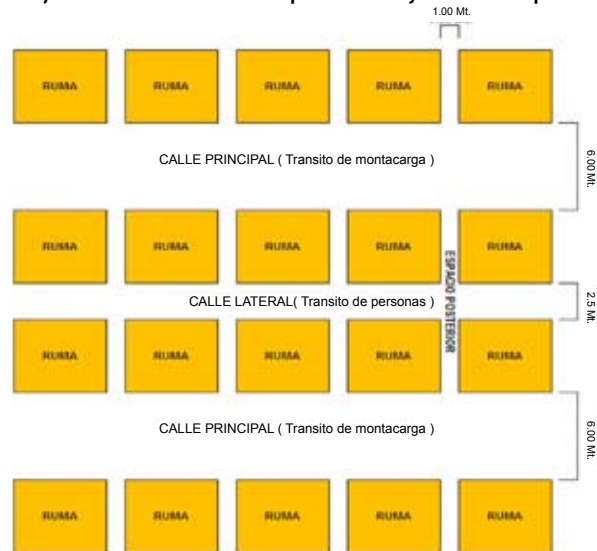 1.00 Mt.
RUMA RUMA RUMA RUMA RUMA
CALLE PRINCIPAL ( Transito de montacarga )
6.00 Mt.
RUMA RUMA RUMA RUMA RUMA
ESPACIO POSTERIOR
CALLE LATERAL( Transito de personas )
2.5 Mt.
RUMA RUMA RUMA RUMA RUMA
CALLE PRINCIPAL ( Transito de montacarga )
6.00 Mt.
RUMA RUMA RUMA RUMA RUMA